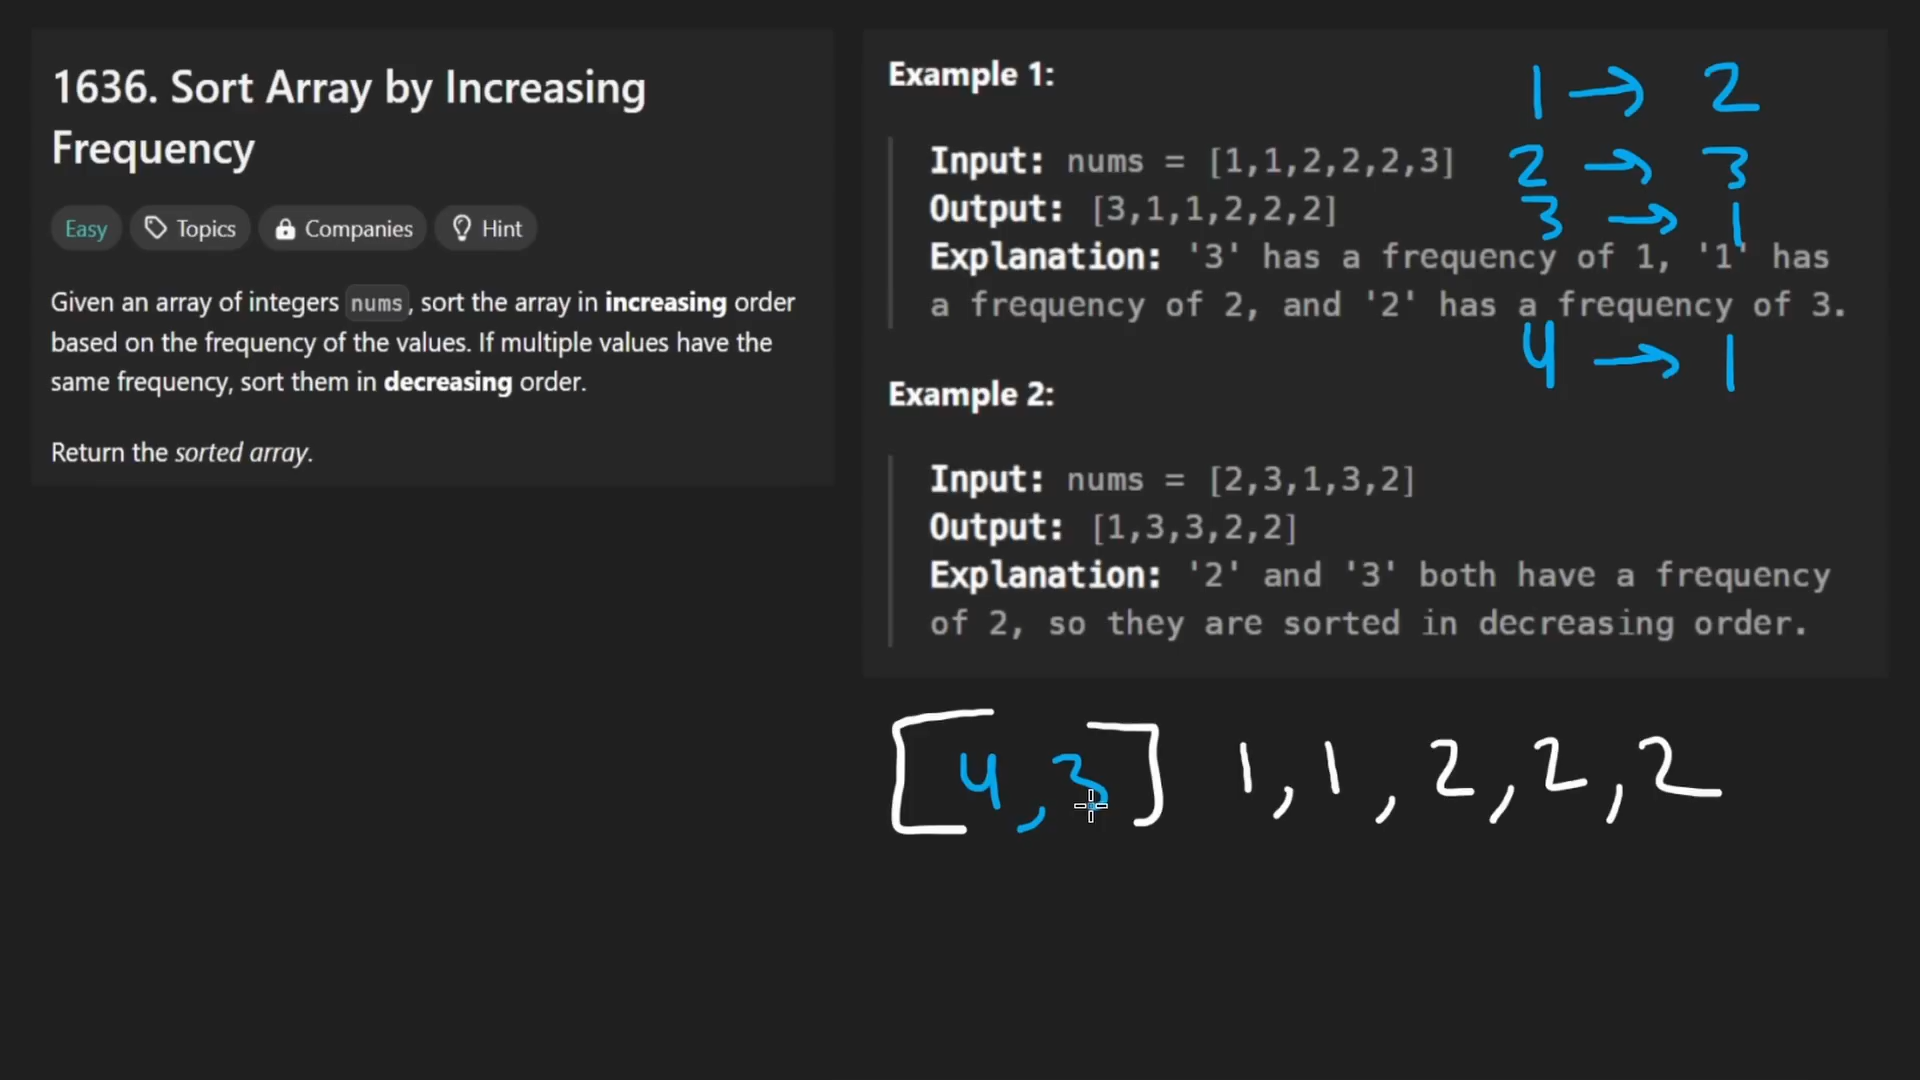 1636. Sort Array by Increasing
Frequency
Easy Topics Companies Hint
Given an array of integers nums, sort the array in increasing order
based on the frequency of the values. If multiple values have the
same frequency, sort them in decreasing order.
Return the sorted array.
Example 1:
Input: nums = [1,1,2,2,2,3]
Output: [3,1,1,2,2,2]
Explanation: '3' has a frequency of 1, '1' has
a frequency of 2, and '2' has a frequency of 3.
1 → 2
2 → 3
3 → 1
4 → 1
Example 2:
Input: nums = [2,3,1,3,2]
Output: [1,3,3,2,2]
Explanation: '2' and '3' both have a frequency
of 2, so they are sorted in decreasing order.
[4,3] 1,1,2,2,2